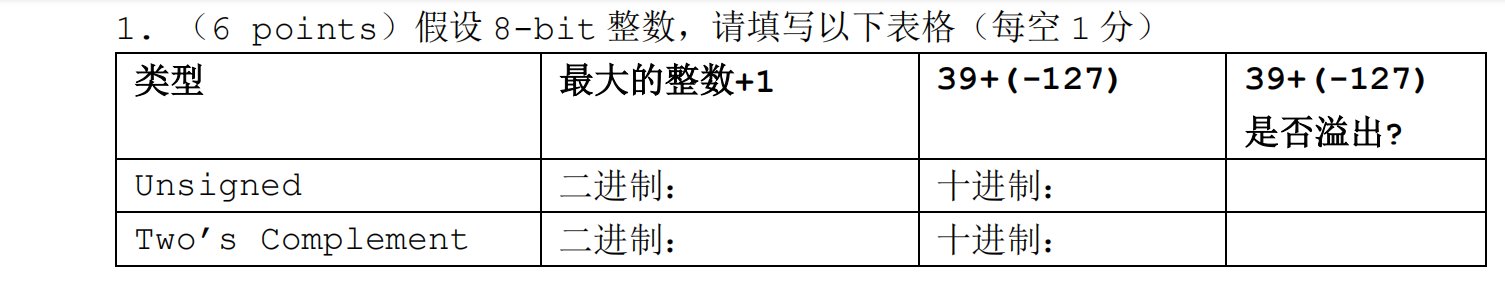 1. （6 points）假设 8-bit 整数，请填写以下表格（每空 1 分）
类型 最大的整数+1 39+(-127) 39+(-127)
是否溢出?
Unsigned 二进制： 十进制：
Two’s Complement 二进制： 十进制：